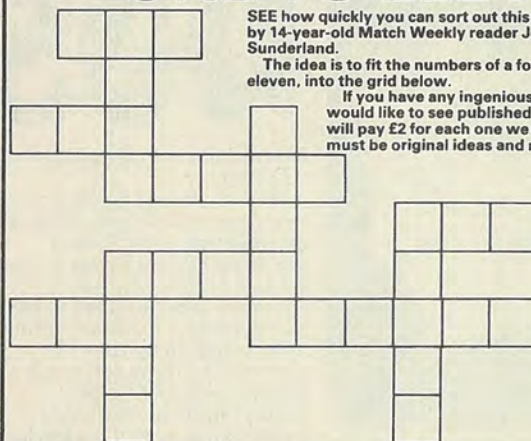 SEE how quickly you can sort out this
by 14-year-old Match Weekly reader J
Sunderland.
The idea is to fit the numbers of a fo
eleven, into the grid below.
If you have any ingenious
would like to see published
will pay £2 for each one we
must be original ideas and